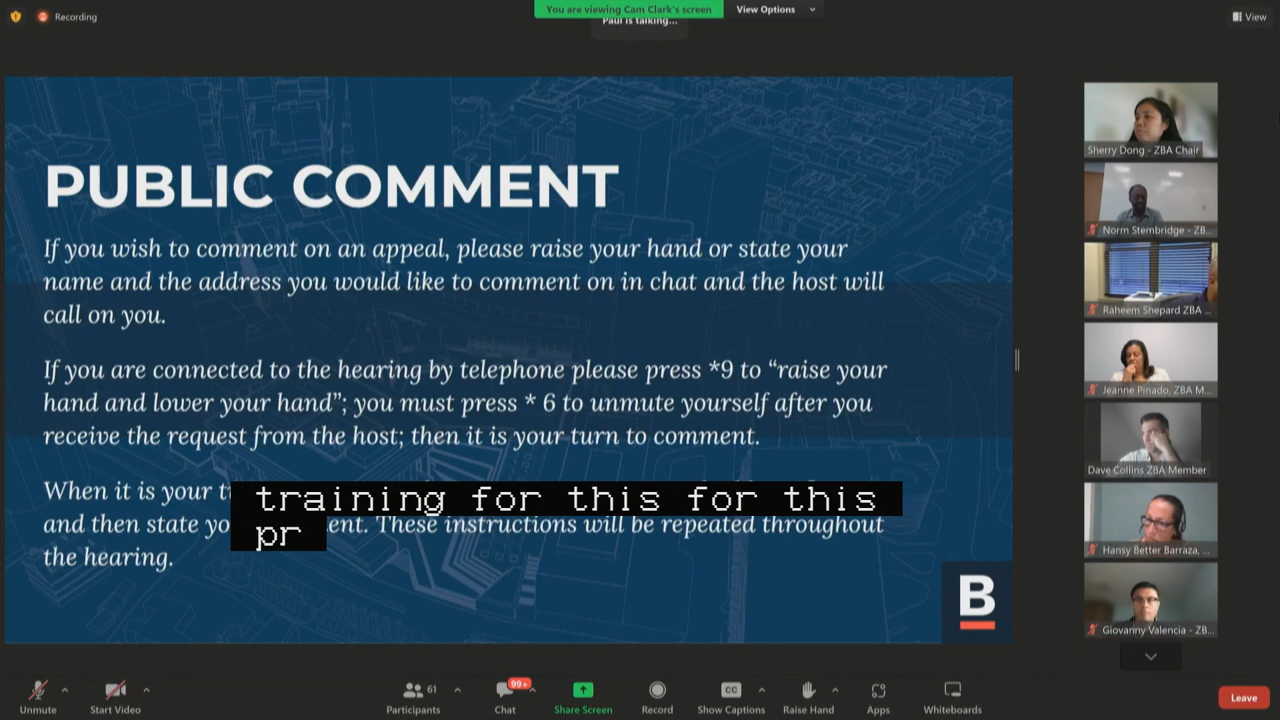 You are viewing Cam Clark's screen
View Options
Recording
Paul is talking...
View
PUBLIC COMMENT
If you wish to comment on an appeal, please raise your hand or state your
name and the address you would like to comment on in chat and the host will
call on you.
If you are connected to the hearing by telephone please press *9 to “raise your
hand and lower your hand”; you must press * 6 to unmute yourself after you
receive the request from the host; then it is your turn to comment.
When it is your
and then state
These instructions will be repeated throughout
the hearing.
training for this for this
pr
B
Sherry Dong - ZBA Chair
Norm Stembridge - ZB...
Raheem Shepard ZBA ...
Jeanne Pinado, ZBA M...
Dave Collins ZBA Member
Hansy Better Barraza, ...
Giovanny Valencia - ZB...
Unmute
Start Video
61
Participants
99+
Chat
Share Screen
Record
CC
Show Captions
Raise Hand
Apps
Whiteboards
Leave